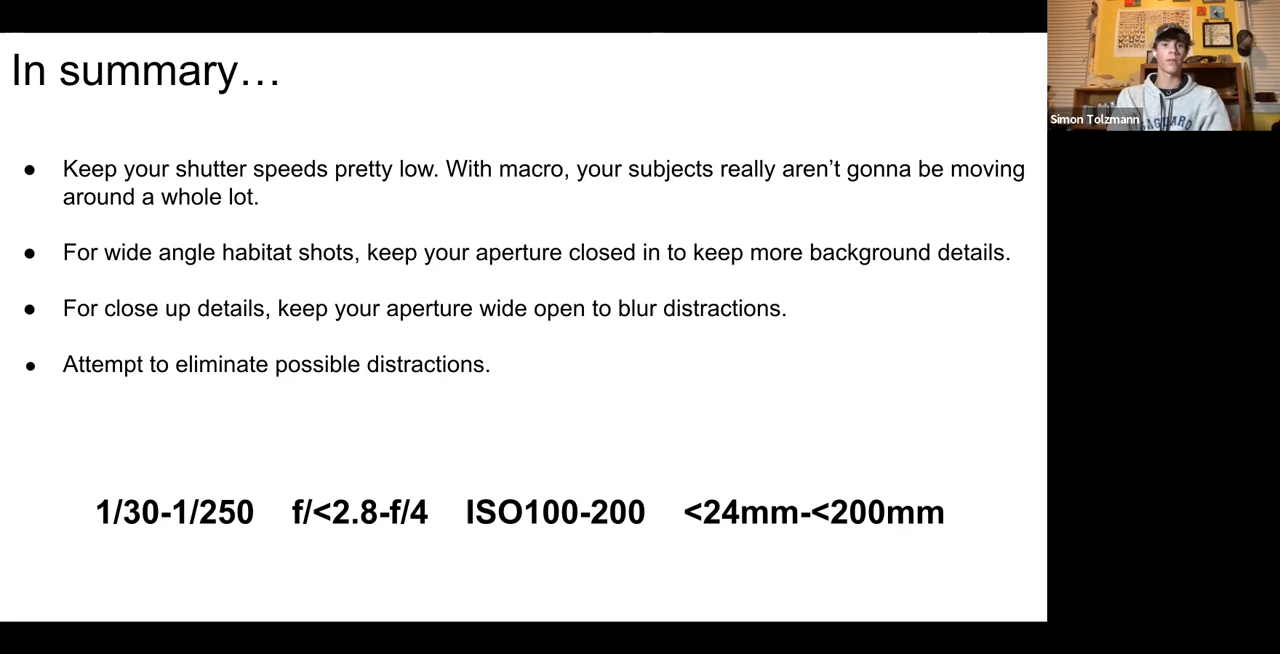 In summary…
● Keep your shutter speeds pretty low. With macro, your subjects really aren’t gonna be moving
around a whole lot.
● For wide angle habitat shots, keep your aperture closed in to keep more background details.
● For close up details, keep your aperture wide open to blur distractions.
● Attempt to eliminate possible distractions.
1/30-1/250 f/<2.8-f/4 ISO100-200 <24mm-<200mm
Simon Tolzmann